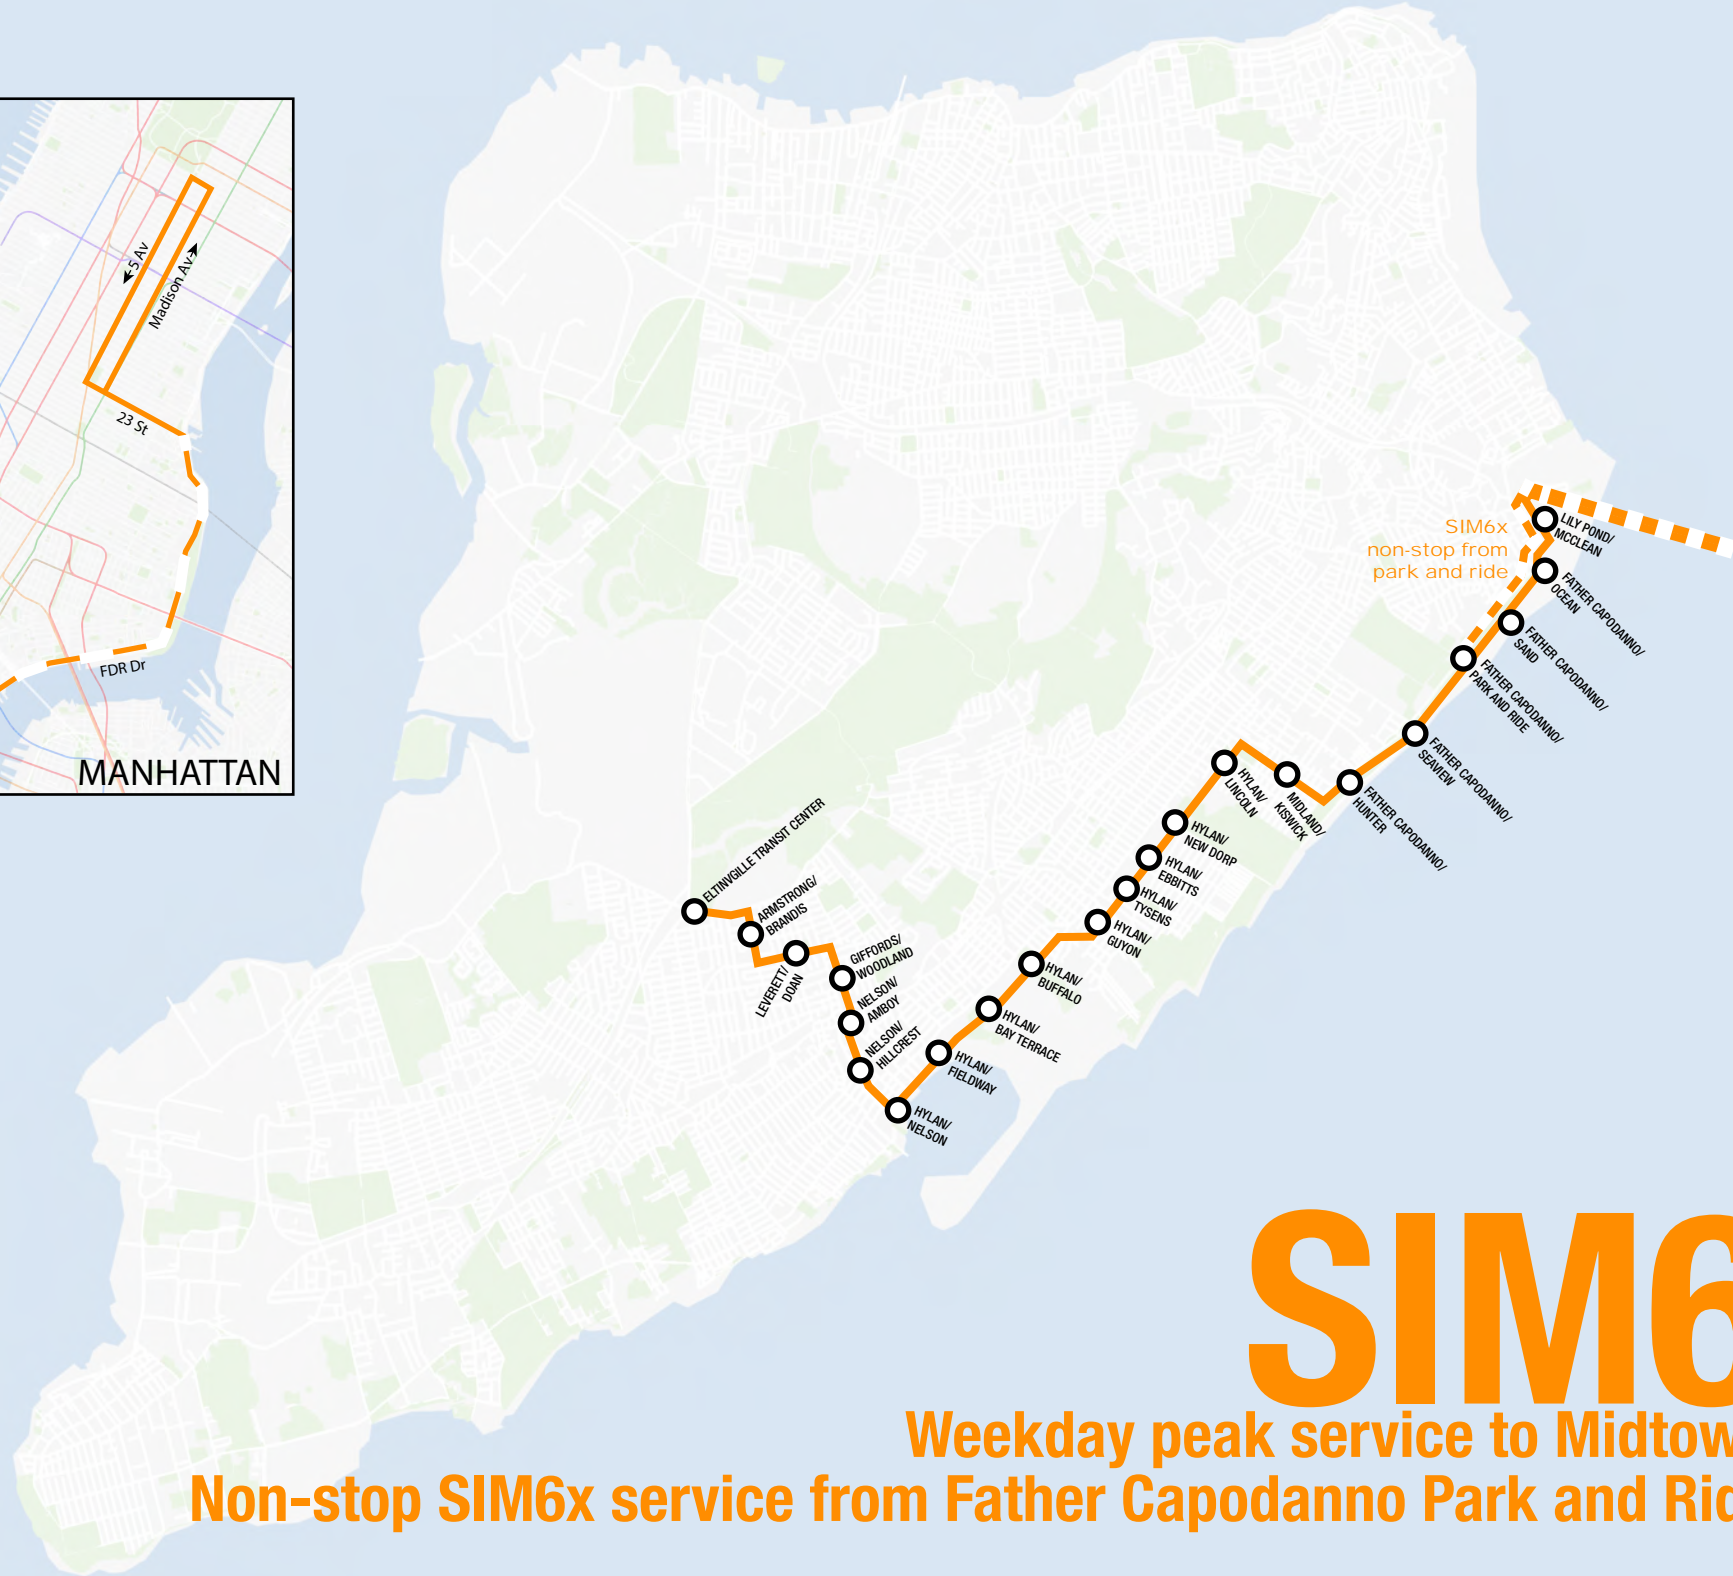 5 Av
Madison Av
23 St
FDR Dr
MANHATTAN
SIM6x
non-stop from
park and ride
LILY POND/
MCCLEAN
FATHER CAPODANNO/
OCEAN
FATHER CAPODANNO/
SAND
FATHER CAPODANNO/
PARK AND RIDE
FATHER CAPODANNO/
SEAVIEW
FATHER CAPODANNO/
HUNTER
MIDLAND/
KISWICK
HYLAN/
LINCOLN
HYLAN/
NEW DORP
HYLAN/
EBBITTS
HYLAN/
TYSENS
HYLAN/
GUYON
HYLAN/
BUFFALO
HYLAN/
BAY TERRACE
HYLAN/
FIELDWAY
HYLAN/
NELSON
NELSON/
HILLCREST
NELSON/
AMBOY
GIFFORDS/
WOODLAND
LEVERETT/
DOAN
ARMSTRONG/
BRANDIS
ELTINVGILLE TRANSIT CENTER
SIM6
Weekday peak service to Midtow
Non-stop SIM6x service from Father Capodanno Park and Rid